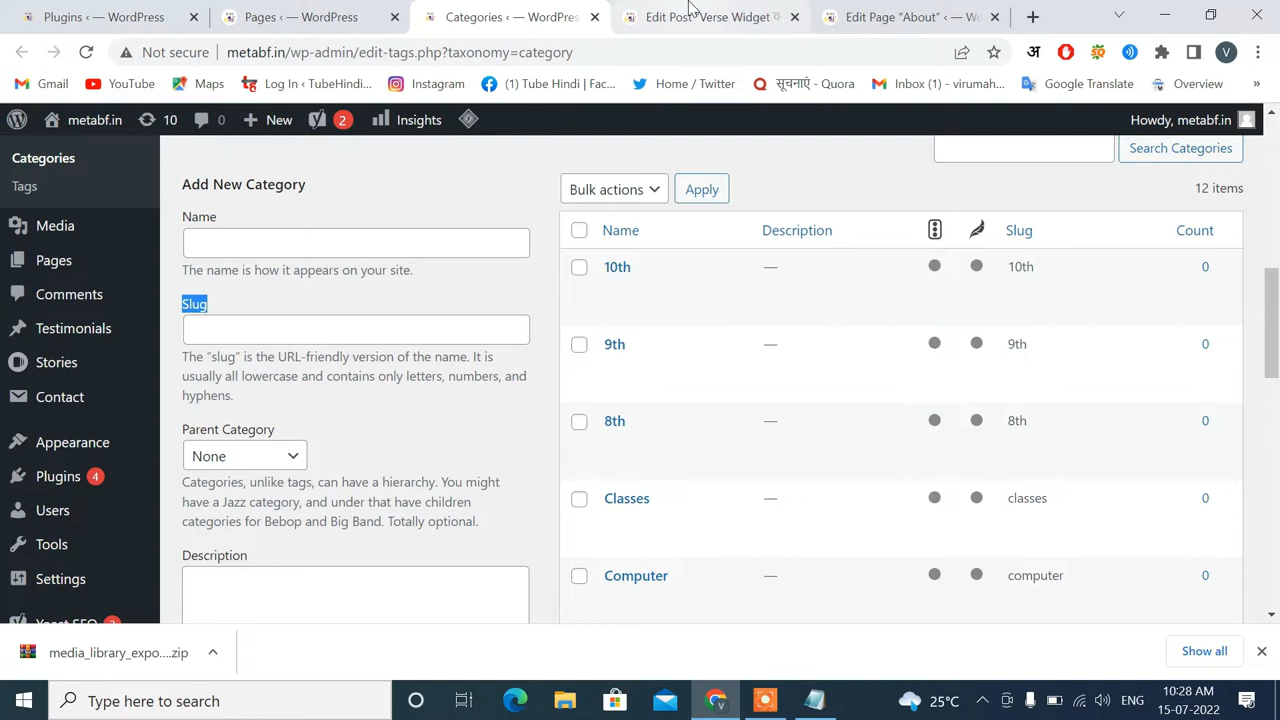 Plugins ‹ — WordPress
Pages ‹ — WordPress
Categories ‹ — WordPres
Edit Post “Verse Widget
Edit Page “About” ‹ — W
Not secure metabf.in/wp-admin/edit-tags.php?taxonomy=category
अ
V
Gmail
YouTube
Maps
Log In ‹ TubeHindi...
Instagram
(1) Tube Hindi | Fac...
Home / Twitter
सूचनाएं - Quora
Inbox (1) - virumah...
Google Translate
Overview
»
metabf.in
10
0
New
2
Insights
Howdy, metabf.in
Categories
Tags
Media
Pages
Comments
Testimonials
Stories
Contact
Appearance
Plugins 4
Users
Tools
Settings
Search Categories
Add New Category
Name
The name is how it appears on your site.
Slug
The “slug” is the URL-friendly version of the name. It is
usually all lowercase and contains only letters, numbers, and
hyphens.
Parent Category
None
Categories, unlike tags, can have a hierarchy. You might
have a Jazz category, and under that have children
categories for Bebop and Big Band. Totally optional.
Description
Bulk actions
Apply
12 items
Name Description Slug Count
10th — 10th 0
9th — 9th 0
8th — 8th 0
Classes — classes 0
Computer — computer 0
media_library_expo....zip
Show all
Type here to search
25°C
ENG
10:28 AM
15-07-2022